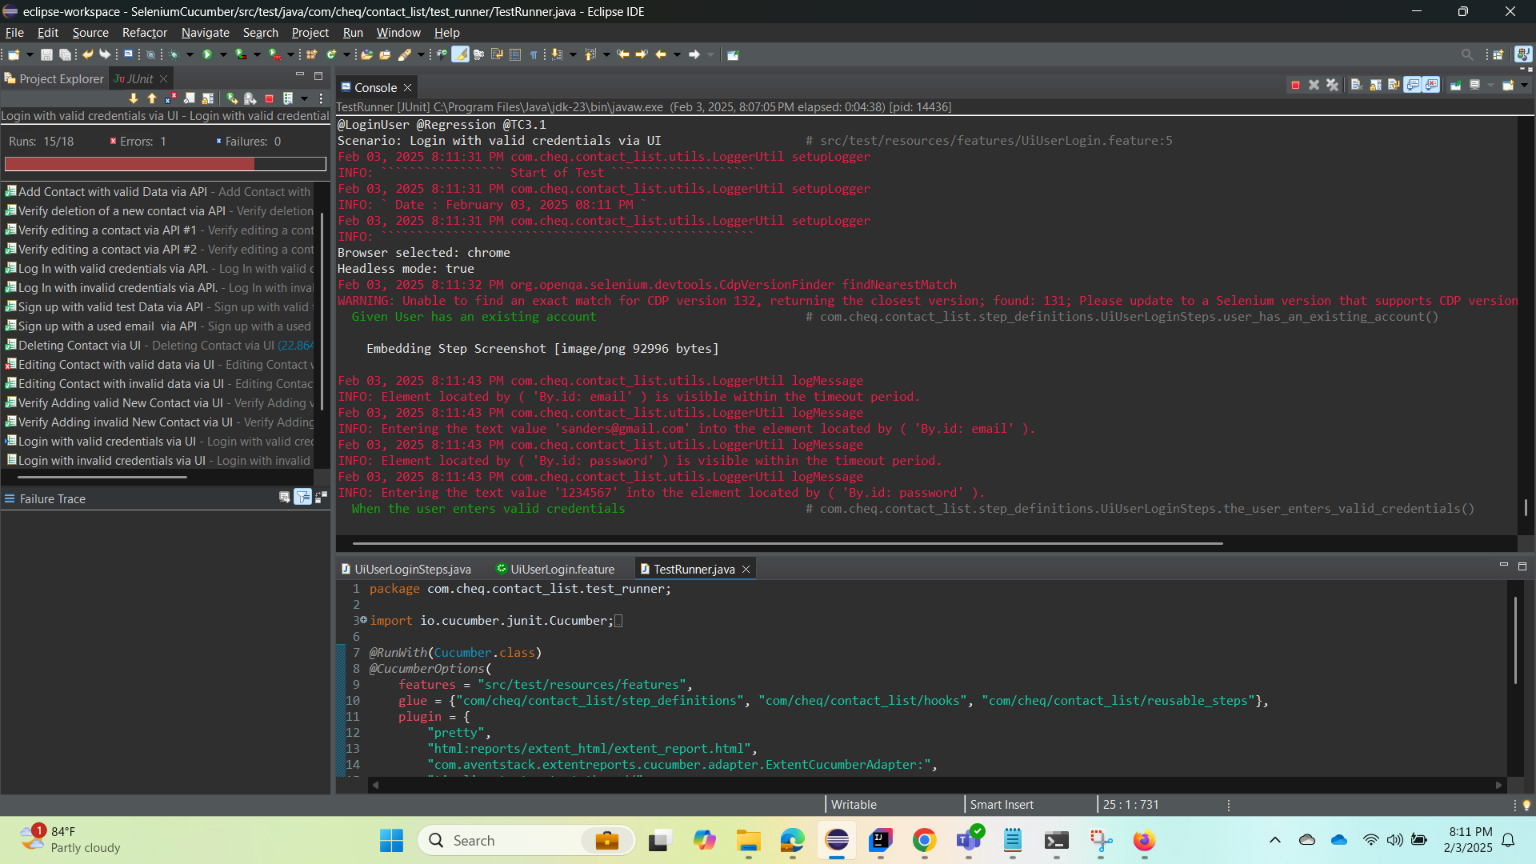 eclipse-workspace - SeleniumCucumber/src/test/java/com/cheq/contact_list/test_runner/TestRunner.java - Eclipse IDE
File Edit Source Refactor Navigate Search Project Run Window Help
Project Explorer JUnit
Login with valid credentials via UI - Login with valid credential
Runs: 15/18 Errors: 1 Failures: 0
Add Contact with valid Data via API - Add Contact with
Verify deletion of a new contact via API - Verify deletion
Verify editing a contact via API #1 - Verify editing a cont
Verify editing a contact via API #2 - Verify editing a cont
Log In with valid credentials via API. - Log In with valid c
Log In with invalid credentials via API. - Log In with inva
Sign up with valid test Data via API - Sign up with valid
Sign up with a used email via API - Sign up with a used
Deleting Contact via UI - Deleting Contact via UI (22.864
Editing Contact with valid data via UI - Editing Contact v
Editing Contact with invalid data via UI - Editing Contac
Verify Adding valid New Contact via UI - Verify Adding v
Verify Adding invalid New Contact via UI - Verify Adding
Login with valid credentials via UI - Login with valid cre
Login with invalid credentials via UI - Login with invalid
Failure Trace
Console
TestRunner [JUnit] C:\Program Files\Java\jdk-23\bin\javaw.exe (Feb 3, 2025, 8:07:05 PM elapsed: 0:04:38) [pid: 14436]
@LoginUser @Regression @TC3.1
Scenario: Login with valid credentials via UI # src/test/resources/features/UiUserLogin.feature:5
Feb 03, 2025 8:11:31 PM com.cheq.contact_list.utils.LoggerUtil setupLogger
INFO: ````````````````` Start of Test ````````````````````
Feb 03, 2025 8:11:31 PM com.cheq.contact_list.utils.LoggerUtil setupLogger
INFO: ` Date : February 03, 2025 08:11 PM `
Feb 03, 2025 8:11:31 PM com.cheq.contact_list.utils.LoggerUtil setupLogger
INFO: ````````````````````````````````````````````````````
Browser selected: chrome
Headless mode: true
Feb 03, 2025 8:11:32 PM org.openqa.selenium.devtools.CdpVersionFinder findNearestMatch
WARNING: Unable to find an exact match for CDP version 132, returning the closest version; found: 131; Please update to a Selenium version that supports CDP version
Given User has an existing account # com.cheq.contact_list.step_definitions.UiUserLoginSteps.user_has_an_existing_account()
Embedding Step Screenshot [image/png 92996 bytes]
Feb 03, 2025 8:11:43 PM com.cheq.contact_list.utils.LoggerUtil logMessage
INFO: Element located by ( 'By.id: email' ) is visible within the timeout period.
Feb 03, 2025 8:11:43 PM com.cheq.contact_list.utils.LoggerUtil logMessage
INFO: Entering the text value 'sanders@gmail.com' into the element located by ( 'By.id: email' ).
Feb 03, 2025 8:11:43 PM com.cheq.contact_list.utils.LoggerUtil logMessage
INFO: Element located by ( 'By.id: password' ) is visible within the timeout period.
Feb 03, 2025 8:11:43 PM com.cheq.contact_list.utils.LoggerUtil logMessage
INFO: Entering the text value '1234567' into the element located by ( 'By.id: password' ).
When the user enters valid credentials # com.cheq.contact_list.step_definitions.UiUserLoginSteps.the_user_enters_valid_credentials()
UiUserLoginSteps.java UiUserLogin.feature TestRunner.java
1 package com.cheq.contact_list.test_runner;
2
3 import io.cucumber.junit.Cucumber;
6
7 @RunWith(Cucumber.class)
8 @CucumberOptions(
9 features = "src/test/resources/features",
10 glue = {"com/cheq/contact_list/step_definitions", "com/cheq/contact_list/hooks", "com/cheq/contact_list/reusable_steps"},
11 plugin = {
12 "pretty",
13 "html:reports/extent_html/extent_report.html",
14 "com.aventstack.extentreports.cucumber.adapter.ExtentCucumberAdapter:",
Writable Smart Insert 25 : 1 : 731
1 84°F
Partly cloudy
Search
8:11 PM
2/3/2025